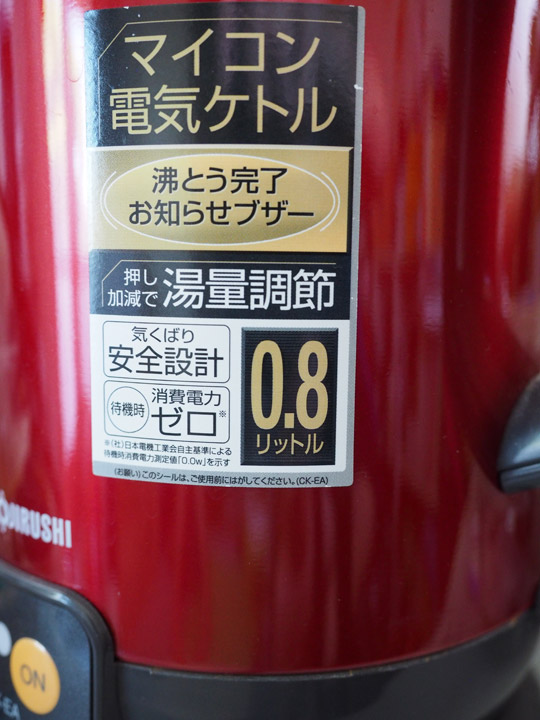 マイコン
電気ケトル
沸とう完了
お知らせブザー
押し
加減で
湯量調節
気くばり
安全設計
待機時
消費電力
ゼロ※
0.8
リットル
※(社)日本電機工業会自主基準による
待機時消費電力測定値「0.0w」を示す
(お願い)このシールは、ご使用前にはがしてください。(CK-EA)
OJIRUSHI
ON
-EA